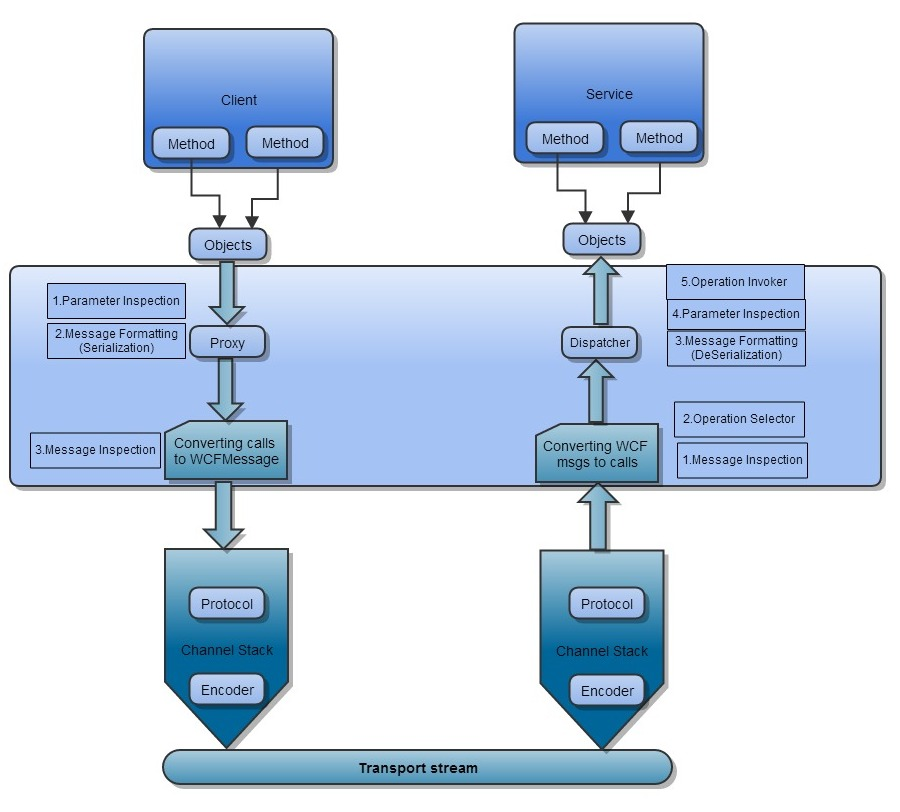 Client
Service
Method
Method
Method
Method
Objects
Objects
1.Parameter Inspection
2.Message Formatting
(Serialization)
Proxy
Dispatcher
5.Operation Invoker
4.Parameter Inspection
3.Message Formatting
(DeSerialization)
3.Message Inspection
Converting calls
to WCFMessage
Converting WCF
msgs to calls
2.Operation Selector
1.Message Inspection
Protocol
Channel Stack
Encoder
Protocol
Channel Stack
Encoder
Transport stream